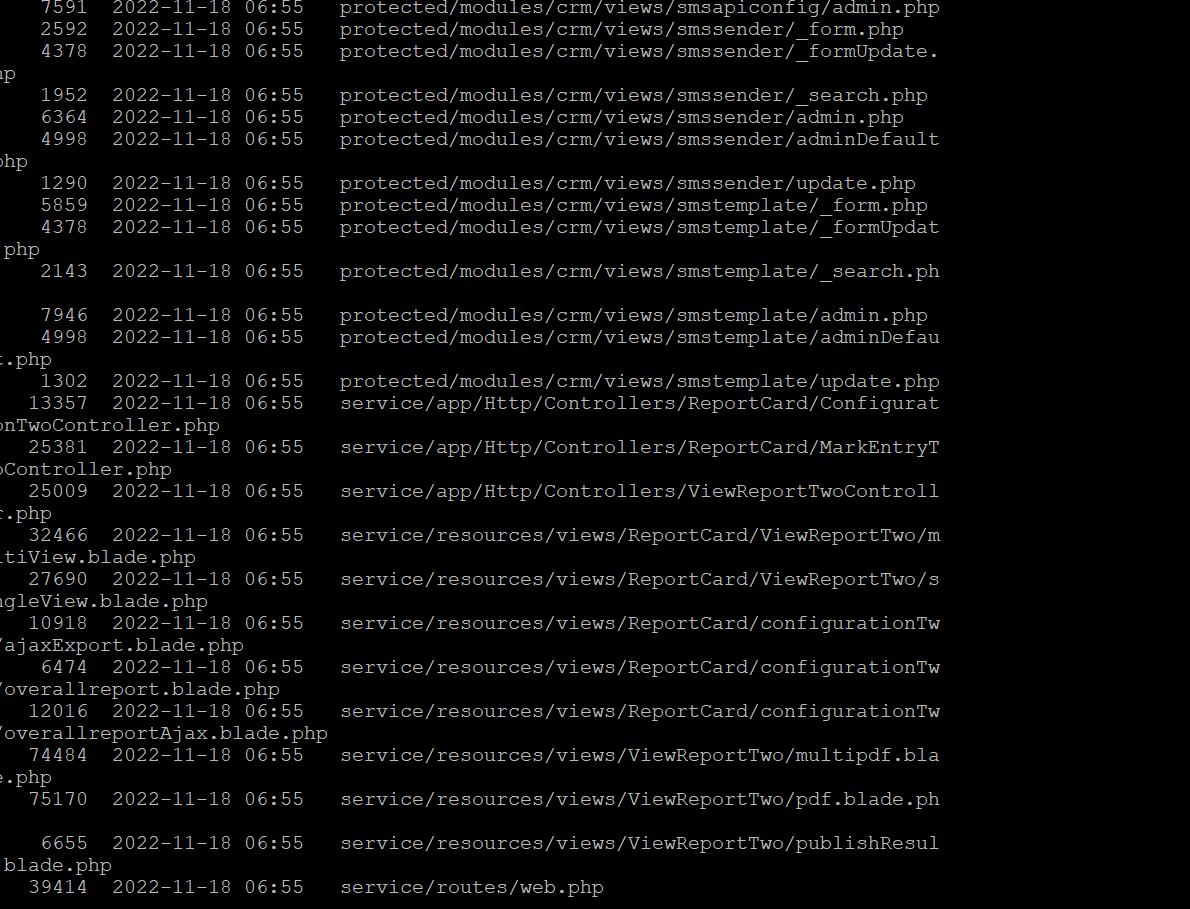 7591 2022-11-18 06:55 protected/modules/crm/views/smsapiconfig/admin.php
2592 2022-11-18 06:55 protected/modules/crm/views/smssender/_form.php
4378 2022-11-18 06:55 protected/modules/crm/views/smssender/_formUpdate.
hp
1952 2022-11-18 06:55 protected/modules/crm/views/smssender/_search.php
6364 2022-11-18 06:55 protected/modules/crm/views/smssender/admin.php
4998 2022-11-18 06:55 protected/modules/crm/views/smssender/adminDefault
php
1290 2022-11-18 06:55 protected/modules/crm/views/smssender/update.php
5859 2022-11-18 06:55 protected/modules/crm/views/smstemplate/_form.php
4378 2022-11-18 06:55 protected/modules/crm/views/smstemplate/_formUpdat
.php
2143 2022-11-18 06:55 protected/modules/crm/views/smstemplate/_search.ph
7946 2022-11-18 06:55 protected/modules/crm/views/smstemplate/admin.php
4998 2022-11-18 06:55 protected/modules/crm/views/smstemplate/adminDefau
t.php
1302 2022-11-18 06:55 protected/modules/crm/views/smstemplate/update.php
13357 2022-11-18 06:55 service/app/Http/Controllers/ReportCard/Configurat
onTwoController.php
25381 2022-11-18 06:55 service/app/Http/Controllers/ReportCard/MarkEntryT
oController.php
25009 2022-11-18 06:55 service/app/Http/Controllers/ViewReportTwoControll
r.php
32466 2022-11-18 06:55 service/resources/views/ReportCard/ViewReportTwo/m
ltiView.blade.php
27690 2022-11-18 06:55 service/resources/views/ReportCard/ViewReportTwo/s
ngleView.blade.php
10918 2022-11-18 06:55 service/resources/views/ReportCard/configurationTw
/ajaxExport.blade.php
6474 2022-11-18 06:55 service/resources/views/ReportCard/configurationTw
/overallreport.blade.php
12016 2022-11-18 06:55 service/resources/views/ReportCard/configurationTw
/overallreportAjax.blade.php
74484 2022-11-18 06:55 service/resources/views/ViewReportTwo/multipdf.bla
e.php
75170 2022-11-18 06:55 service/resources/views/ViewReportTwo/pdf.blade.ph
6655 2022-11-18 06:55 service/resources/views/ViewReportTwo/publishResul
.blade.php
39414 2022-11-18 06:55 service/routes/web.php